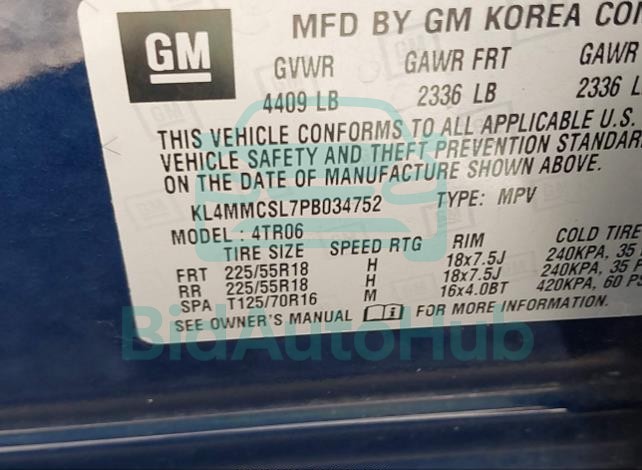 GM
MFD BY GM KOREA CO
GVWR GAWR FRT GAWR
4409 LB 2336 LB 2336 L
THIS VEHICLE CONFORMS TO ALL APPLICABLE U.S.
VEHICLE SAFETY AND THEFT PREVENTION STANDAR
ON THE DATE OF MANUFACTURE SHOWN ABOVE.
KL4MMCSL7PB034752 TYPE: MPV
MODEL : 4TR06
TIRE SIZE SPEED RTG RIM COLD TIRE
FRT 225/55R18 H 18x7.5J 240KPA, 35
RR 225/55R18 H 18x7.5J 240KPA, 35 P
SPA T125/70R16 M 16x4.0BT 420KPA, 60 PS
SEE OWNER'S MANUAL FOR MORE INFORMATION.
BidAutoHub